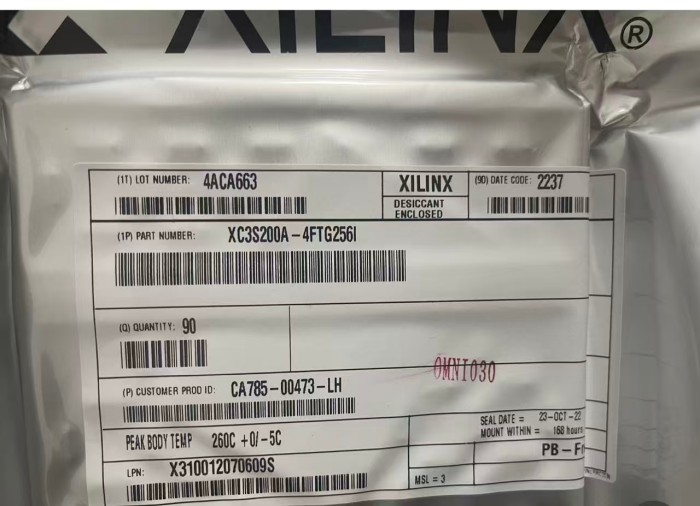 XILINX®
(1T) LOT NUMBER: 4ACA663
XILINX
DESICCANT
ENCLOSED
(9D) DATE CODE: 2237
(1P) PART NUMBER: XC3S200A-4FTG256I
(Q) QUANTITY: 90
OMNI030
(P) CUSTOMER PROD ID: CA785-00473-LH
SEAL DATE = 23-OCT-22
MOUNT WITHIN = 168 hours
PEAK BODY TEMP 260C +0/-5C
PB-Fr
LPN: X310012070609S
MSL = 3